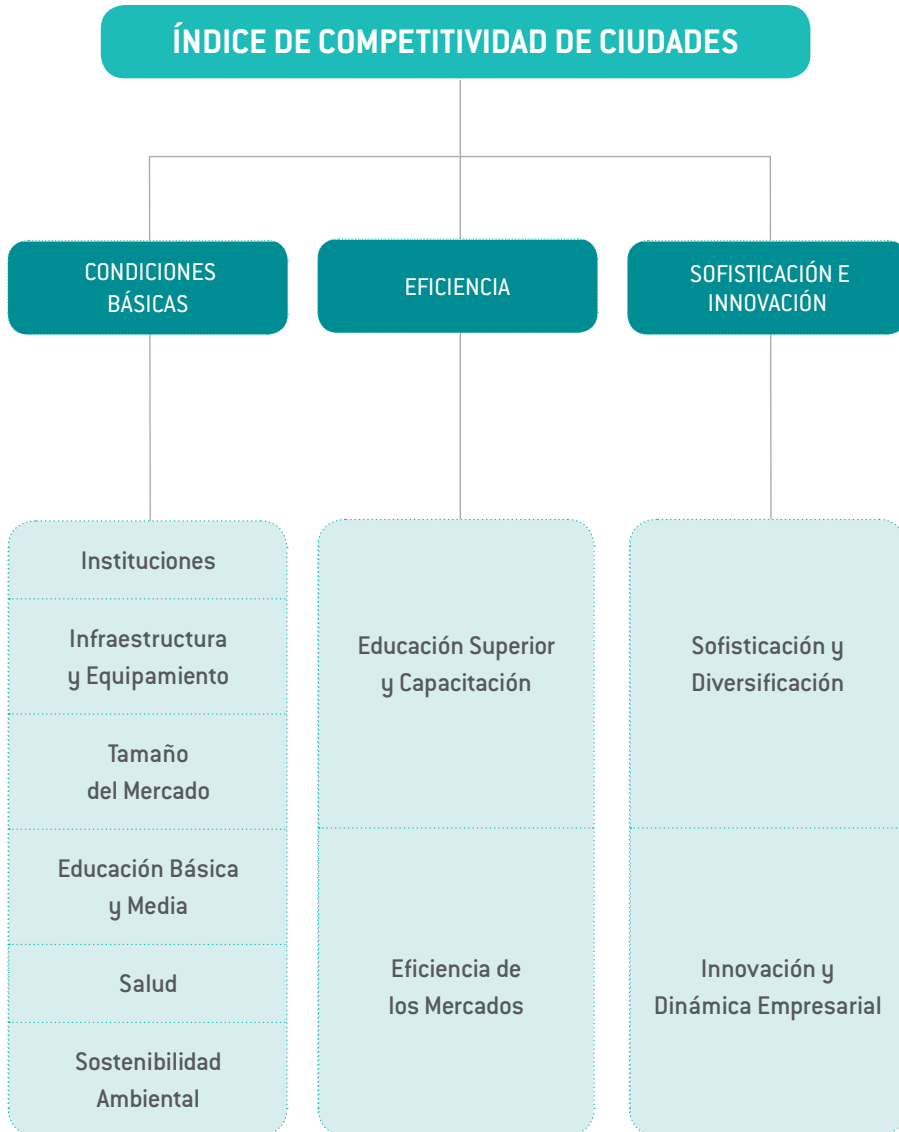 ÍNDICE DE COMPETITIVIDAD DE CIUDADES
CONDICIONES
BÁSICAS
EFICIENCIA
SOFISTICACIÓN E
INNOVACIÓN
Instituciones
Infraestructura
y Equipamiento
Tamaño
del Mercado
Educación Básica
y Media
Salud
Sostenibilidad
Ambiental
Educación Superior
y Capacitación
Eficiencia de
los Mercados
Sofisticación y
Diversificación
Innovación y
Dinámica Empresarial